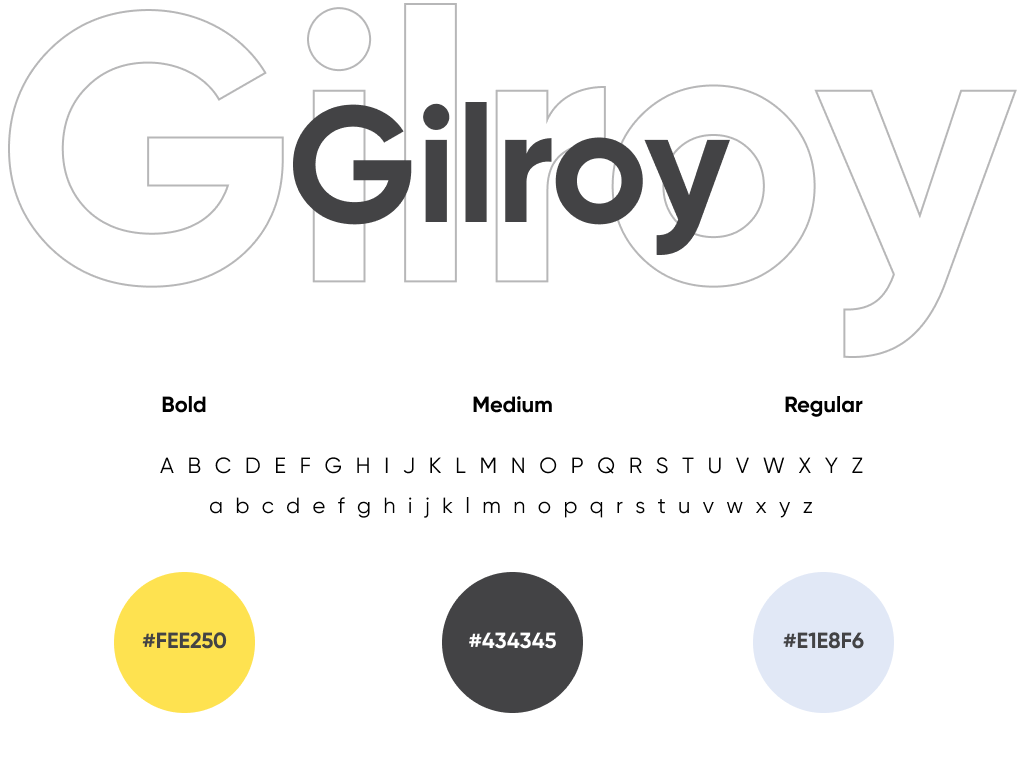 Gilroy
Gilroy
Bold Medium Regular
A B C D E F G H I J K L M N O P Q R S T U V W X Y Z
a b c d e f g h i j k l m n o p q r s t u v w x y z
#FEE250 #434345 #E1E8F6